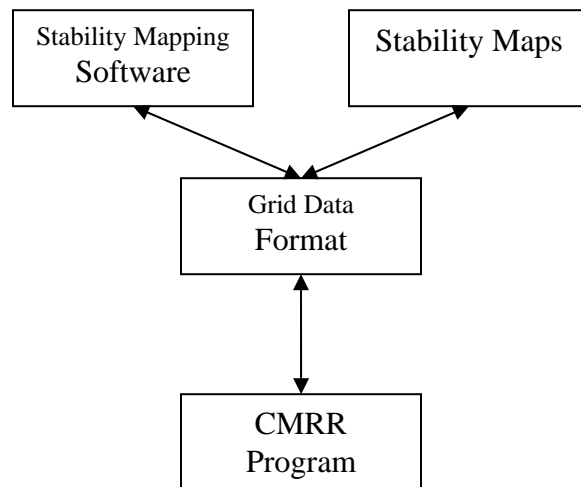 Stability Mapping
Software
Stability Maps
Grid Data
Format
CMRR
Program